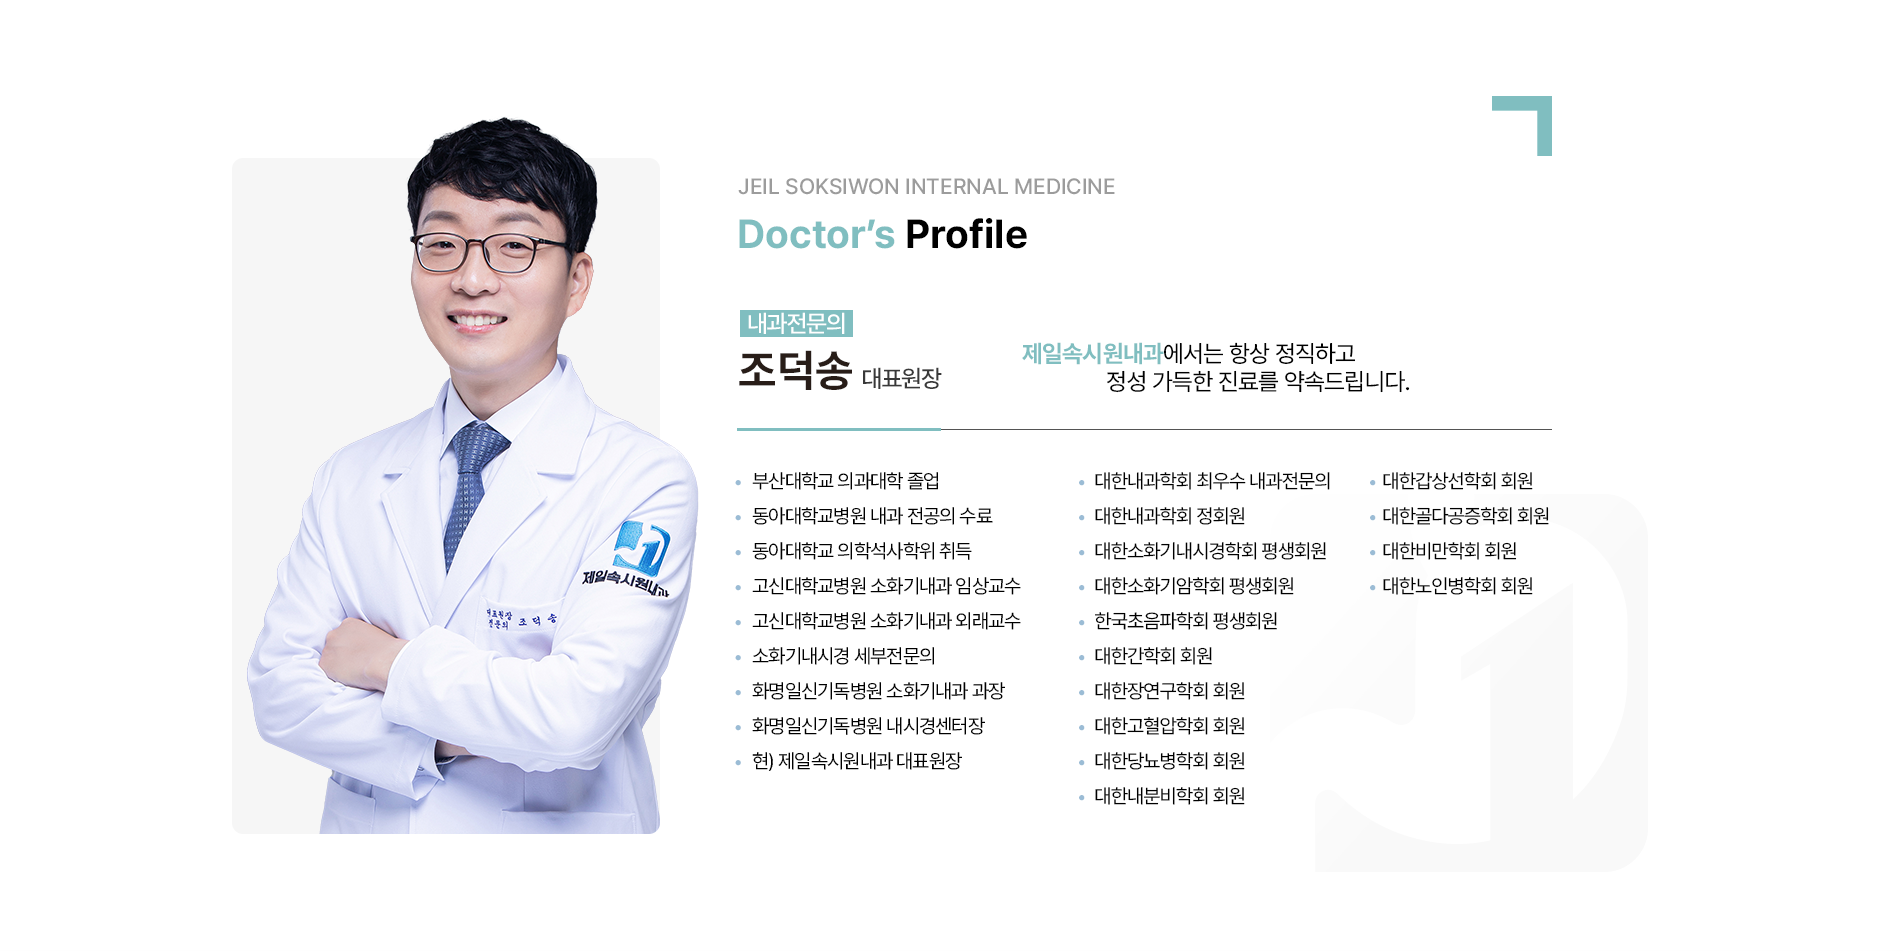 JEIL SOKSIWON INTERNAL MEDICINE
Doctor’s Profile
내과전문의
조덕송 대표원장
제일속시원내과에서는 항상 정직하고
정성 가득한 진료를 약속드립니다.
부산대학교 의과대학 졸업
동아대학교병원 내과 전공의 수료
동아대학교 의학석사학위 취득
고신대학교병원 소화기내과 임상교수
고신대학교병원 소화기내과 외래교수
소화기내시경 세부전문의
화명일신기독병원 소화기내과 과장
화명일신기독병원 내시경센터장
현) 제일속시원내과 대표원장
대한내과학회 최우수 내과전문의
대한내과학회 정회원
대한소화기내시경학회 평생회원
대한소화기암학회 평생회원
한국초음파학회 평생회원
대한간학회 회원
대한장연구학회 회원
대한고혈압학회 회원
대한당뇨병학회 회원
대한내분비학회 회원
대한갑상선학회 회원
대한골다공증학회 회원
대한비만학회 회원
대한노인병학회 회원
제일속시원내과
대표원장
전문의 조덕송